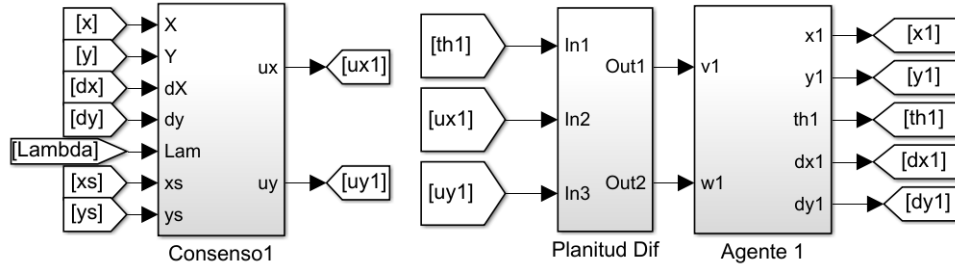 [x]
[y]
[dx]
[dy]
[Lambda]
[xs]
[ys]
X
Y
dX
dy
Lam
xs
ys
ux
uy
Consenso1
[ux1]
[uy1]
[th1]
[ux1]
[uy1]
In1
In2
In3
Out1
Out2
Planitud Dif
v1
w1
x1
y1
th1
dx1
dy1
Agente 1
[x1]
[y1]
[th1]
[dx1]
[dy1]